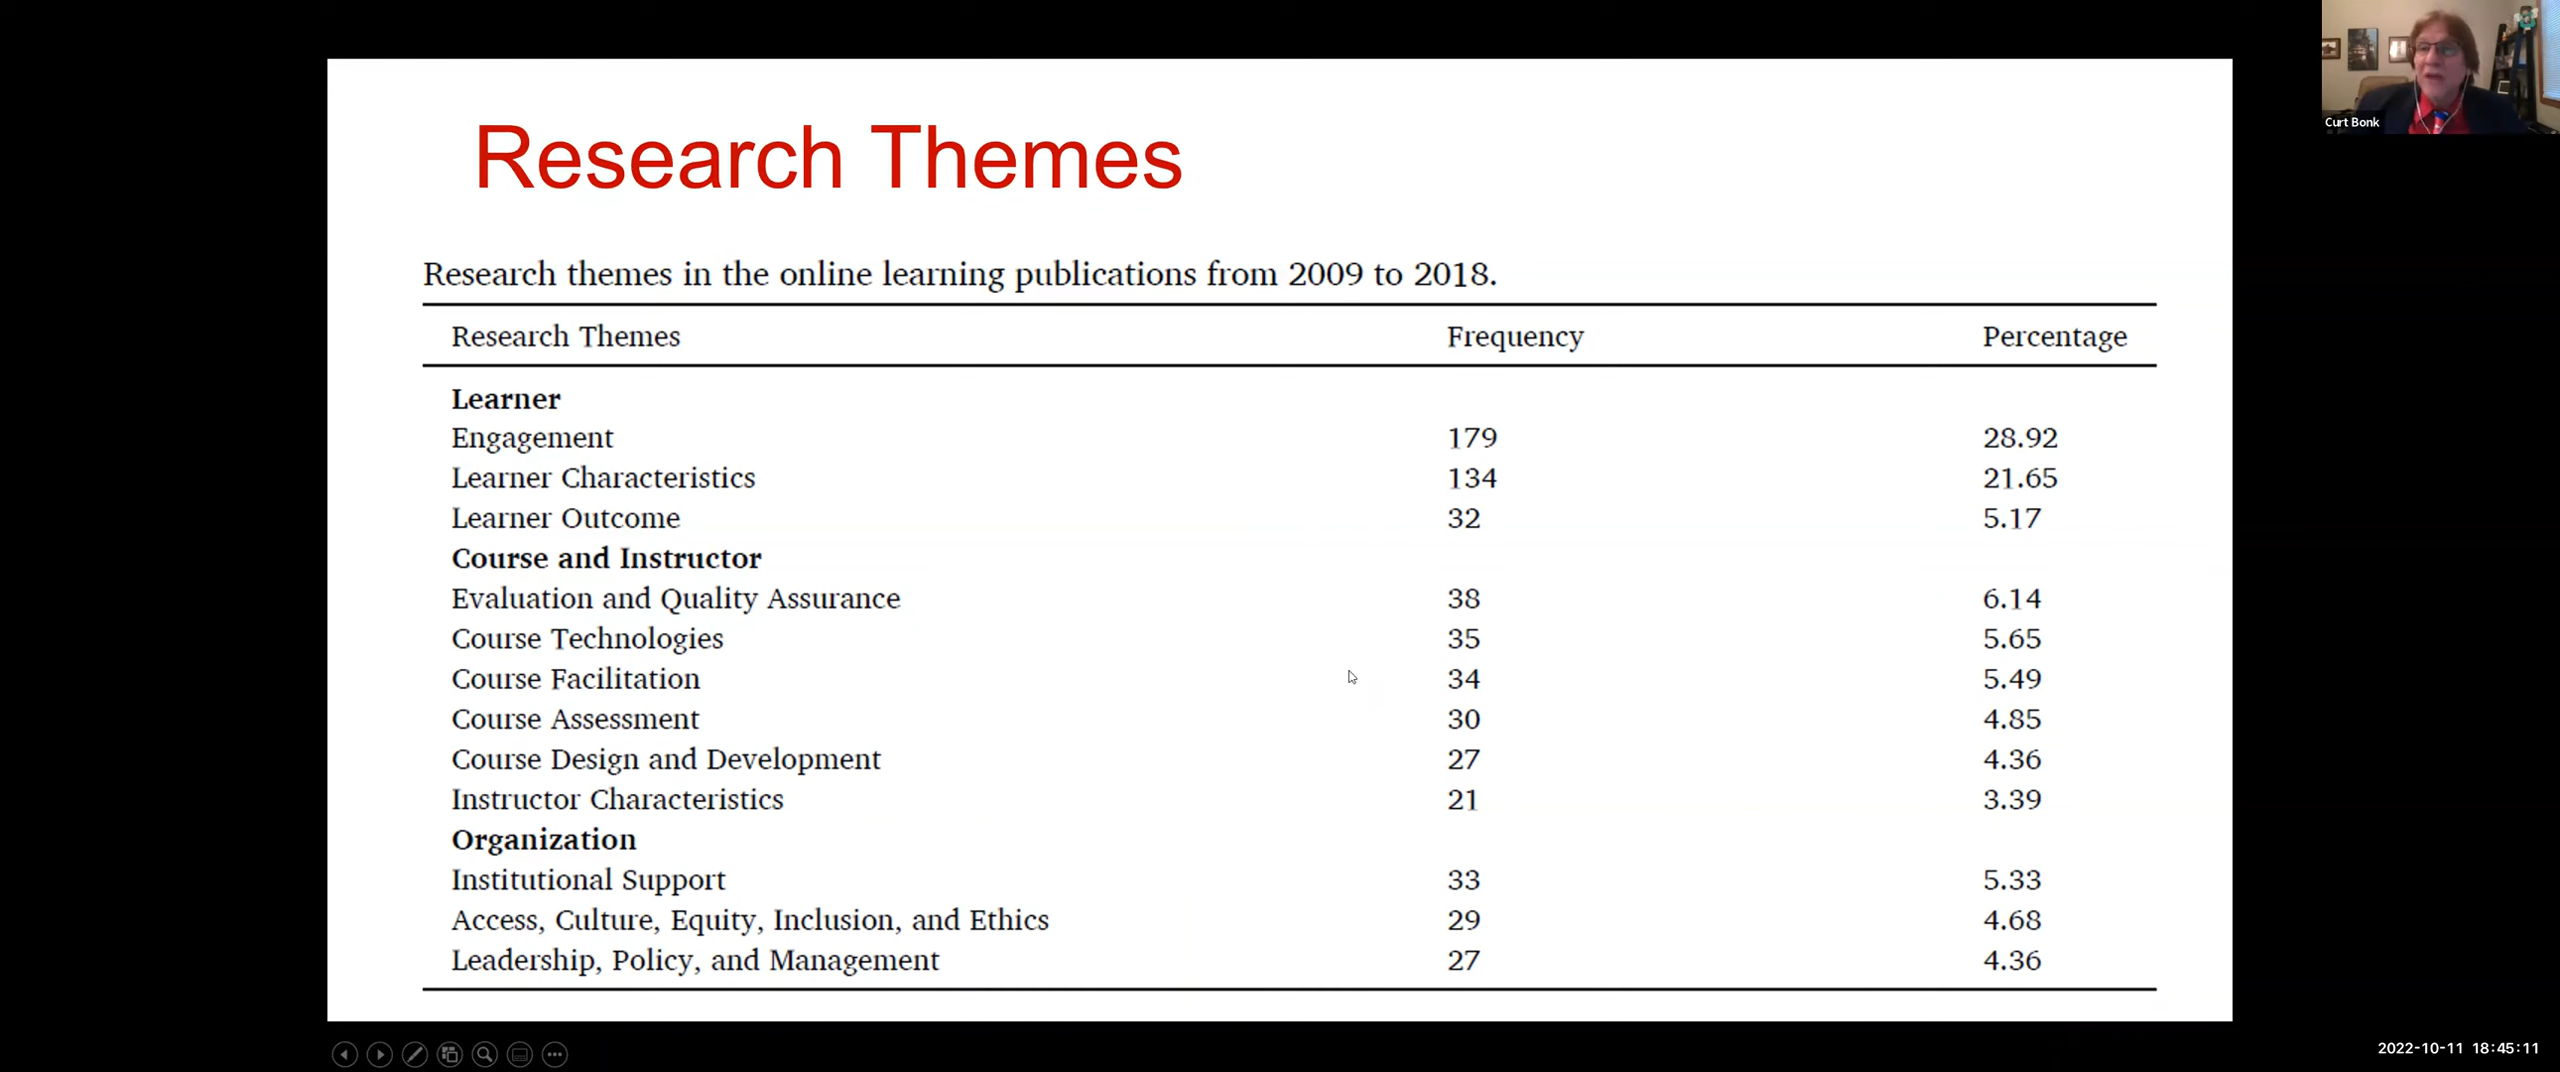 Curt Bonk
Research Themes
Research themes in the online learning publications from 2009 to 2018.
Research Themes Frequency Percentage
Learner
Engagement 179 28.92
Learner Characteristics 134 21.65
Learner Outcome 32 5.17
Course and Instructor
Evaluation and Quality Assurance 38 6.14
Course Technologies 35 5.65
Course Facilitation 34 5.49
Course Assessment 30 4.85
Course Design and Development 27 4.36
Instructor Characteristics 21 3.39
Organization
Institutional Support 33 5.33
Access, Culture, Equity, Inclusion, and Ethics 29 4.68
Leadership, Policy, and Management 27 4.36
2022-10-11 18:45:11